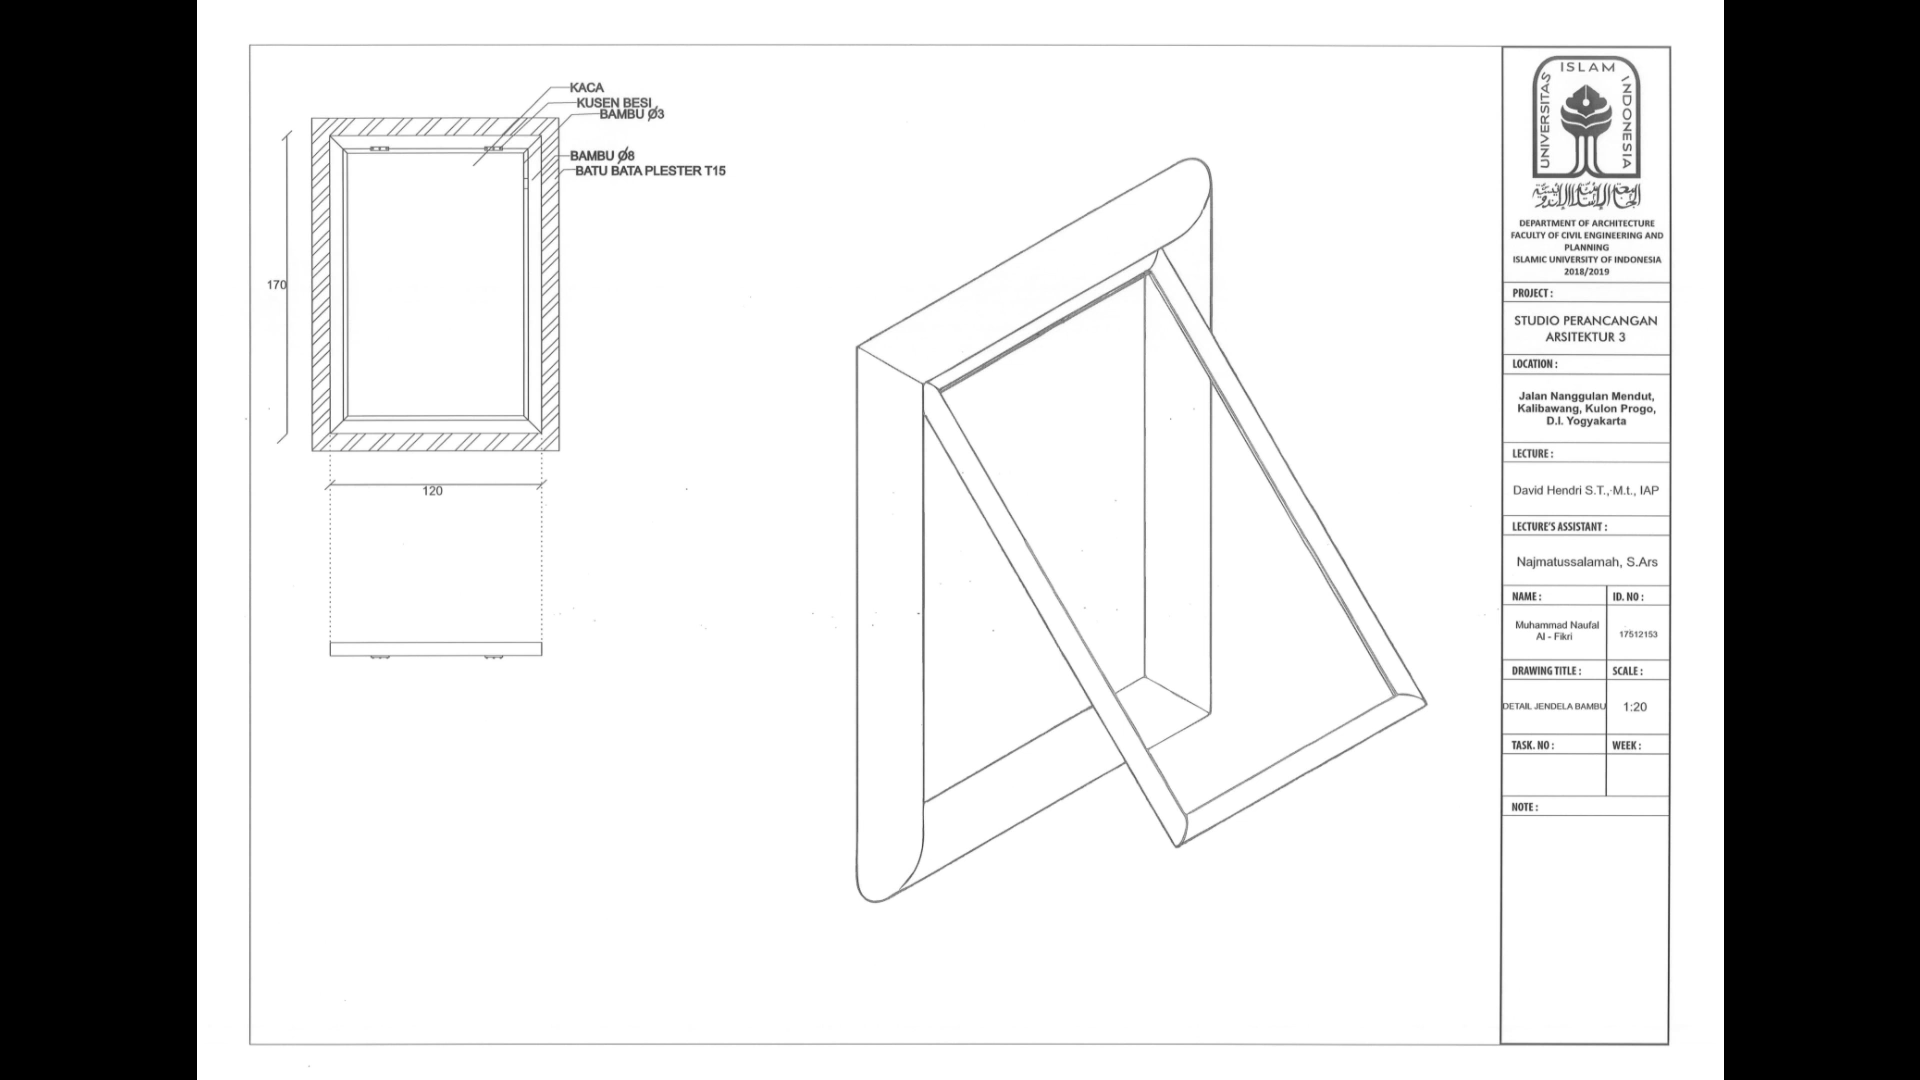 KACA
KUSEN BESI
BAMBU Ø3
BAMBU Ø8
BATU BATA PLESTER T15
170
120
UNIVERSITAS ISLAM INDONESIA
DEPARTMENT OF ARCHITECTURE
FACULTY OF CIVIL ENGINEERING AND
PLANNING
ISLAMIC UNIVERSITY OF INDONESIA
2018/2019
PROJECT :
STUDIO PERANCANGAN
ARSITEKTUR 3
LOCATION :
Jalan Nanggulan Mendut,
Kalibawang, Kulon Progo,
D.I. Yogyakarta
LECTURE :
David Hendri S.T., M.t., IAP
LECTURE'S ASSISTANT :
Najmatussalamah, S.Ars
NAME :
ID. NO :
Muhammad Naufal
Al - Fikri
17512153
DRAWING TITLE :
SCALE :
DETAIL JENDELA BAMBU
1:20
TASK. NO :
WEEK :
NOTE :